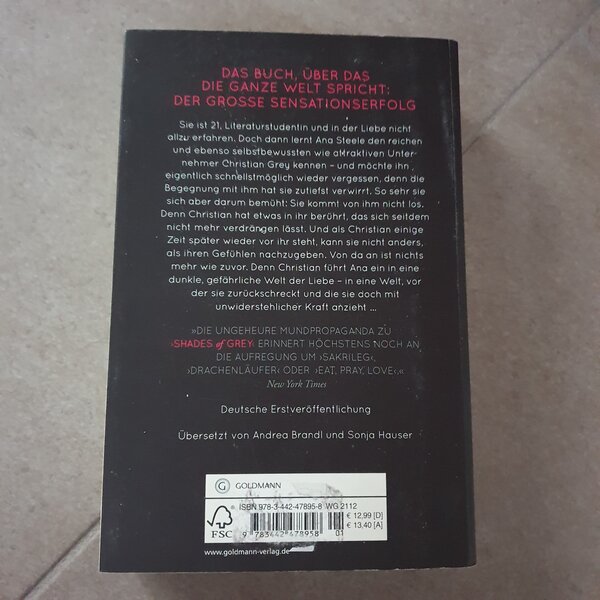 DAS BUCH, ÜBER DAS
DIE GANZE WELT SPRICHT:
DER GROSSE SENSATIONSERFOLG
Sie ist 21, Literaturstudentin und in der Liebe nicht
allzu erfahren. Doch dann lernt Ana Steele den reichen
und ebenso selbstbewussten wie attraktiven Unter-
nehmer Christian Grey kennen – und möchte ihn
eigentlich schnellstmöglich wieder vergessen, denn die
Begegnung mit ihm hat sie zutiefst verwirrt. So sehr sie
sich aber darum bemüht: Sie kommt von ihm nicht los.
Denn Christian hat etwas in ihr berührt, das sich seitdem
nicht mehr verdrängen lässt. Und als Christian einige
Zeit später wieder vor ihr steht, kann sie nicht anders,
als ihren Gefühlen nachzugeben. Von da an ist nichts
mehr wie zuvor. Denn Christian führt Ana ein in eine
dunkle, gefährliche Welt der Liebe – in eine Welt, vor
der sie zurückschreckt und die sie doch mit
unwiderstehlicher Kraft anzieht ...
»DIE UNGEHEURE MUNDPROPAGANDA ZU
›SHADES of GREY‹ ERINNERT HÖCHSTENS NOCH AN
DIE AUFREGUNG UM ›SAKRILEG‹,
›DRACHENLÄUFER‹ ODER ›EAT, PRAY, LOVE‹.«
New York Times
Deutsche Erstveröffentlichung
Übersetzt von Andrea Brandl und Sonja Hauser
G GOLDMANN
ISBN 978-3-442-47895-8 WG 2112
€ 12,99 [D]
€ 13,40 [A]
FSC
9 783442 478958 01
www.goldmann-verlag.de